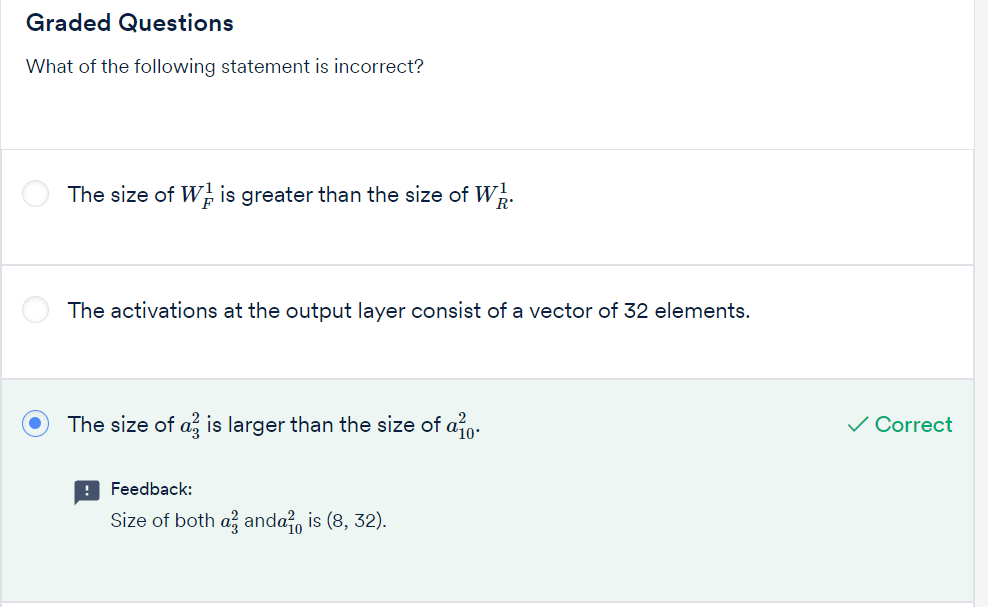 Graded Questions
What of the following statement is incorrect?
The size of $W_F^1$ is greater than the size of $W_R^1$.
The activations at the output layer consist of a vector of 32 elements.
The size of $a_3^2$ is larger than the size of $a_{10}^2$.
Correct
Feedback:
Size of both $a_3^2$ and$a_{10}^2$ is (8, 32).